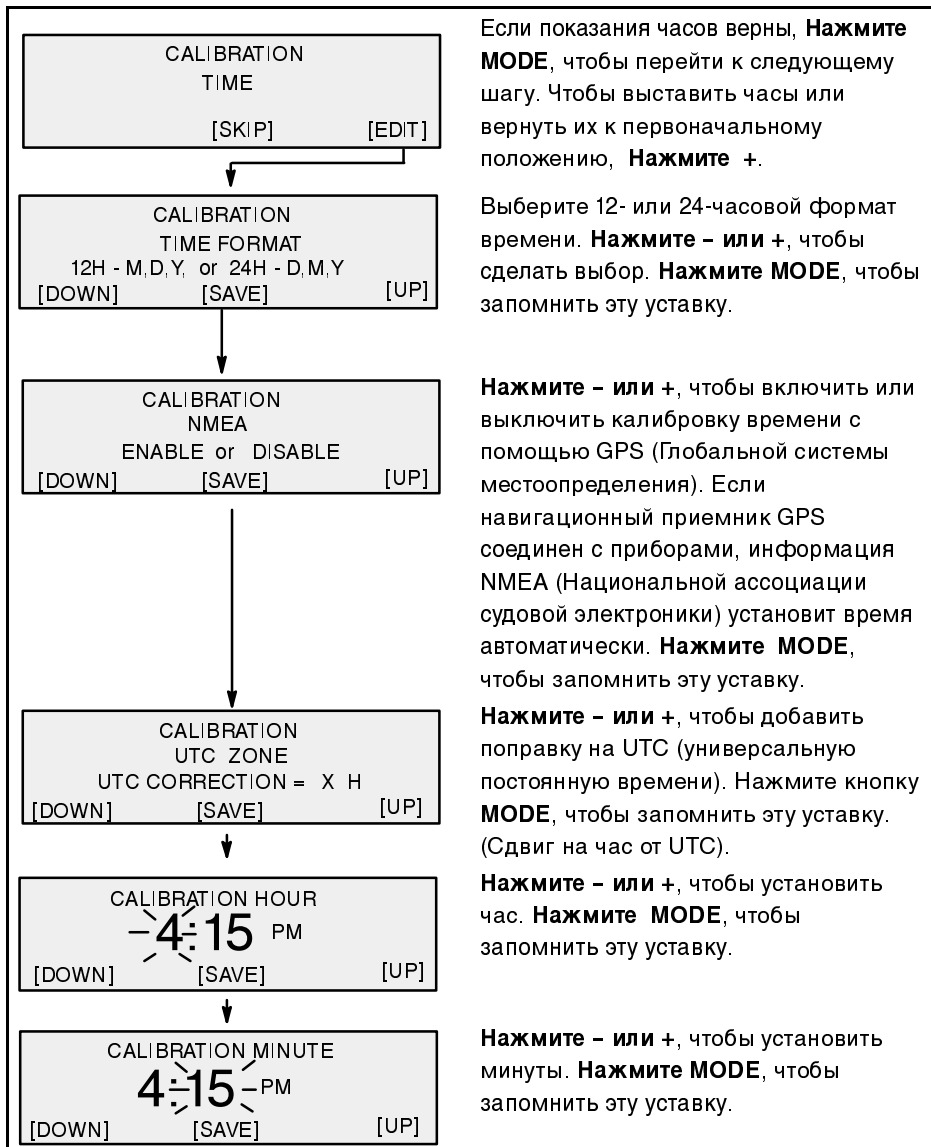 CALIBRATION
TIME
[SKIP] [EDIT]
Если показания часов верны, Нажмите
MODE, чтобы перейти к следующему
шагу. Чтобы выставить часы или
вернуть их к первоначальному
положению, Нажмите +.
CALIBRATION
TIME FORMAT
12H - M,D,Y, or 24H - D,M,Y
[DOWN] [SAVE] [UP]
Выберите 12- или 24-часовой формат
времени. Нажмите – или +, чтобы
сделать выбор. Нажмите MODE, чтобы
запомнить эту уставку.
CALIBRATION
NMEA
ENABLE or DISABLE
[DOWN] [SAVE] [UP]
Нажмите – или +, чтобы включить или
выключить калибровку времени с
помощью GPS (Глобальной системы
местоопределения). Если
навигационный приемник GPS
соединен с приборами, информация
NMEA (Национальной ассоциации
судовой электроники) установит время
автоматически. Нажмите MODE,
чтобы запомнить эту уставку.
CALIBRATION
UTC ZONE
UTC CORRECTION = X H
[DOWN] [SAVE] [UP]
Нажмите – или +, чтобы добавить
поправку на UTC (универсальную
постоянную времени). Нажмите кнопку
MODE, чтобы запомнить эту уставку.
(Сдвиг на час от UTC).
CALIBRATION HOUR
4:15 PM
[DOWN] [SAVE] [UP]
Нажмите – или +, чтобы установить
час. Нажмите MODE, чтобы
запомнить эту уставку.
CALIBRATION MINUTE
4:15 PM
[DOWN] [SAVE] [UP]
Нажмите – или +, чтобы установить
минуты. Нажмите MODE, чтобы
запомнить эту уставку.